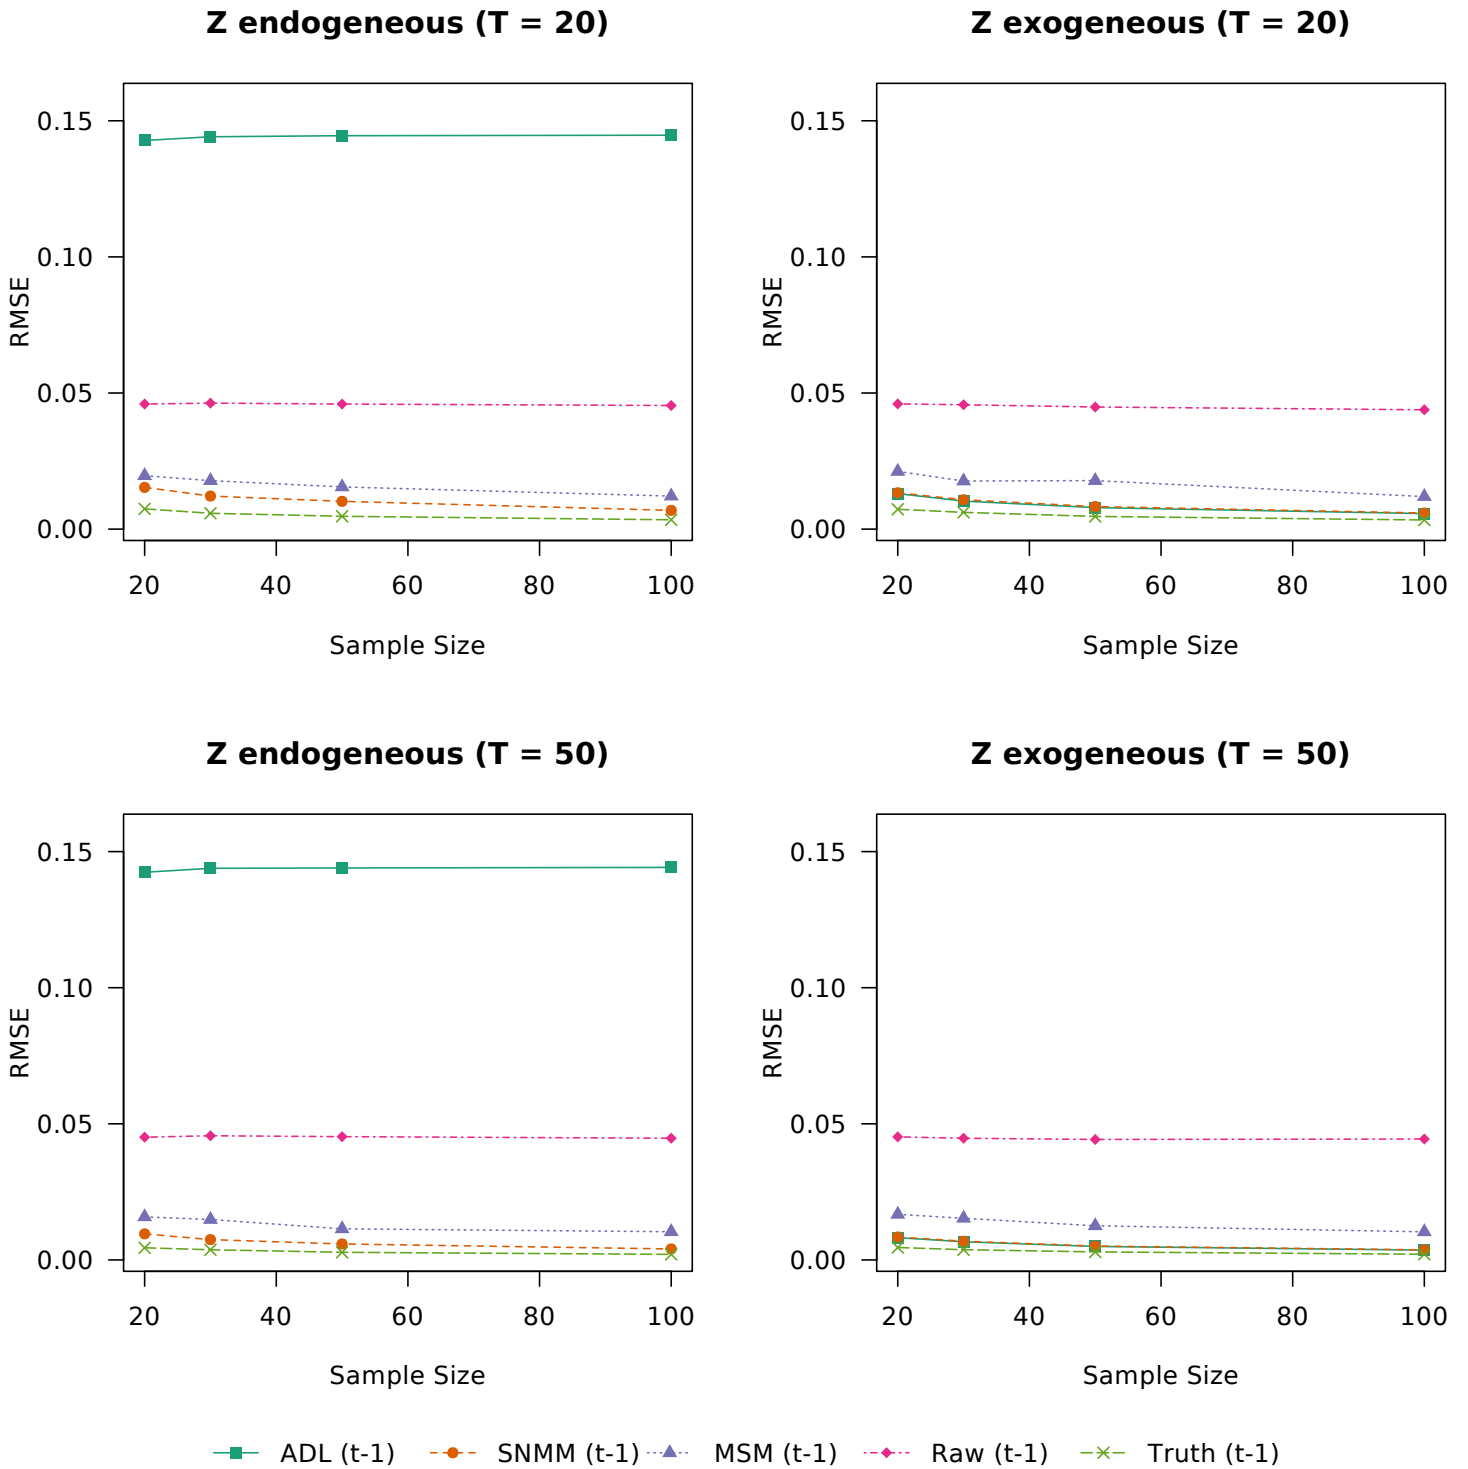 Z endogeneous (T = 20)
RMSE
0.15
0.10
0.05
0.00
20 40 60 80 100
Sample Size
Z exogeneous (T = 20)
RMSE
0.15
0.10
0.05
0.00
20 40 60 80 100
Sample Size
Z endogeneous (T = 50)
RMSE
0.15
0.10
0.05
0.00
20 40 60 80 100
Sample Size
Z exogeneous (T = 50)
RMSE
0.15
0.10
0.05
0.00
20 40 60 80 100
Sample Size
ADL (t-1) SNMM (t-1) MSM (t-1) Raw (t-1) Truth (t-1)